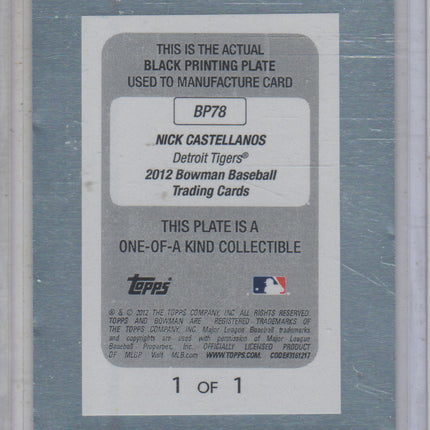 THIS IS THE ACTUAL
BLACK PRINTING PLATE
USED TO MANUFACTURE CARD
BP78
NICK CASTELLANOS
Detroit Tigers®
2012 Bowman Baseball
Trading Cards
THIS PLATE IS A
ONE-OF-A KIND COLLECTIBLE
Topps
® & © 2012 THE TOPPS COMPANY, INC. ALL RIGHTS RESERVED.
TOPPS AND BOWMAN ARE REGISTERED TRADEMARKS OF
THE TOPPS COMPANY, INC. Major League Baseball trademarks
and copyrights are used with permission of Major League
Baseball Properties, Inc. OFFICIALLY LICENSED PRODUCT
OF MLBP Visit MLB.com WWW.TOPPS.COM.
1 OF 1